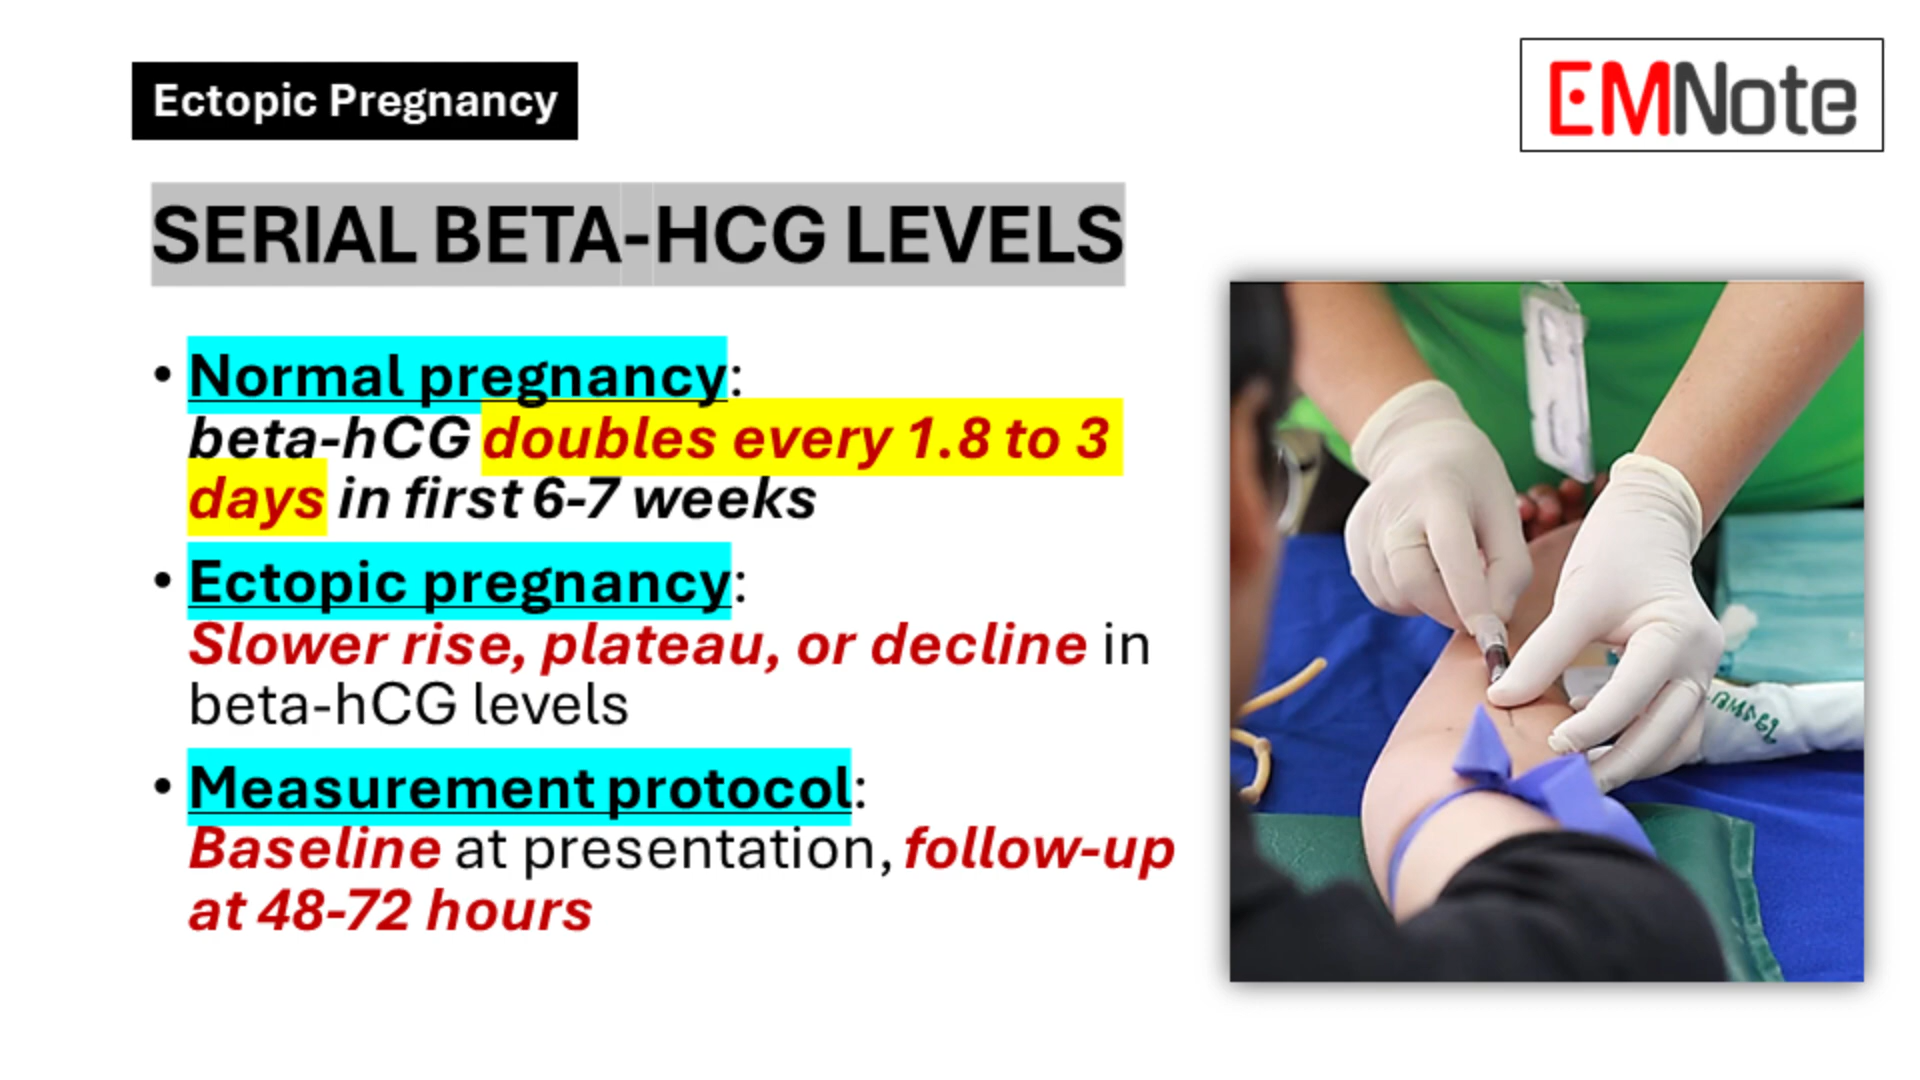 Ectopic Pregnancy
EMNote
SERIAL BETA-HCG LEVELS
• Normal pregnancy:
beta-hCG doubles every 1.8 to 3
days in first 6-7 weeks
• Ectopic pregnancy:
Slower rise, plateau, or decline in
beta-hCG levels
• Measurement protocol:
Baseline at presentation, follow-up
at 48-72 hours